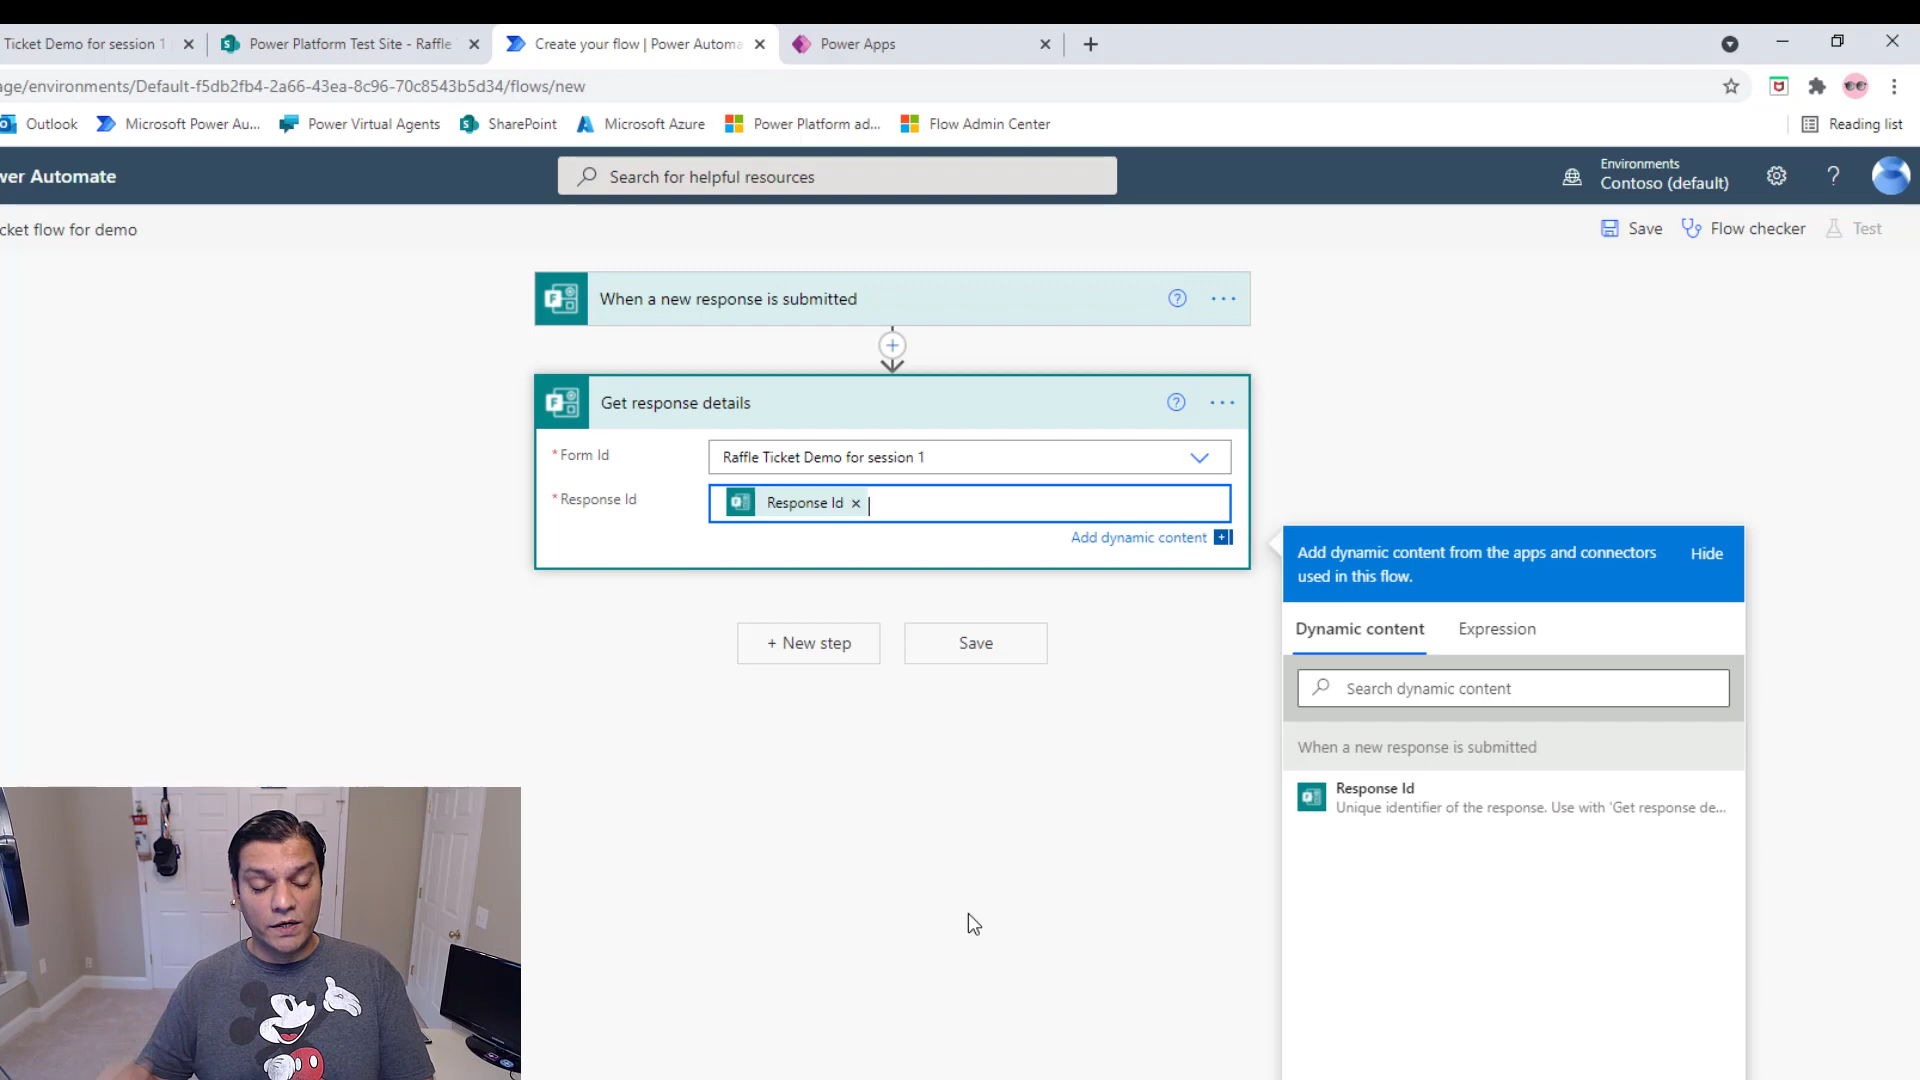 Ticket Demo for session 1
Power Platform Test Site - Raffle
Create your flow | Power Automa
Power Apps
age/environments/Default-f5db2fb4-2a66-43ea-8c96-70c8543b5d34/flows/new
Outlook
Microsoft Power Au...
Power Virtual Agents
SharePoint
Microsoft Azure
Power Platform ad...
Flow Admin Center
Reading list
wer Automate
Search for helpful resources
Environments
Contoso (default)
cket flow for demo
Save
Flow checker
Test
When a new response is submitted
Get response details
* Form Id
Raffle Ticket Demo for session 1
* Response Id
Response Id
Add dynamic content
+ New step
Save
Add dynamic content from the apps and connectors
used in this flow.
Hide
Dynamic content
Expression
Search dynamic content
When a new response is submitted
Response Id
Unique identifier of the response. Use with 'Get response de...